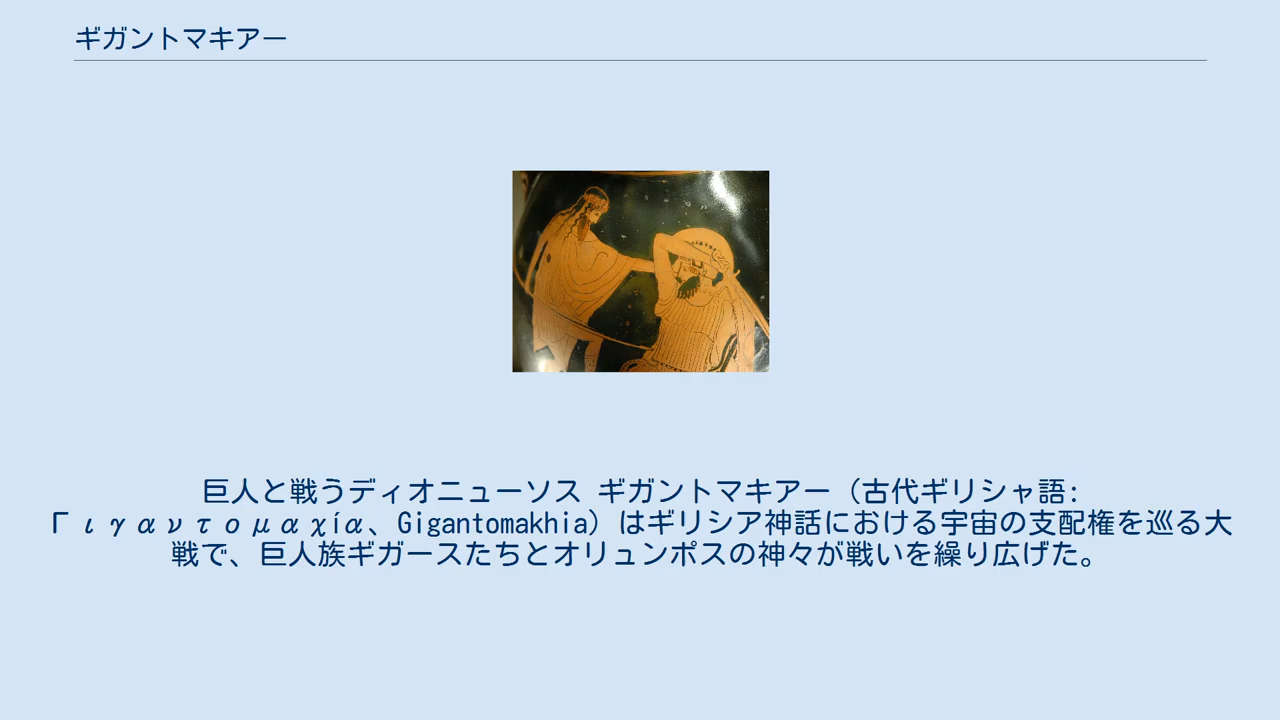 ギガントマキアー
巨人と戦うディオニューソス ギガントマキアー（古代ギリシャ語:
Γιγαντομαχία、Gigantomakhia）はギリシア神話における宇宙の支配権を巡る大
戦で、巨人族ギガースたちとオリュンポスの神々が戦いを繰り広げた。